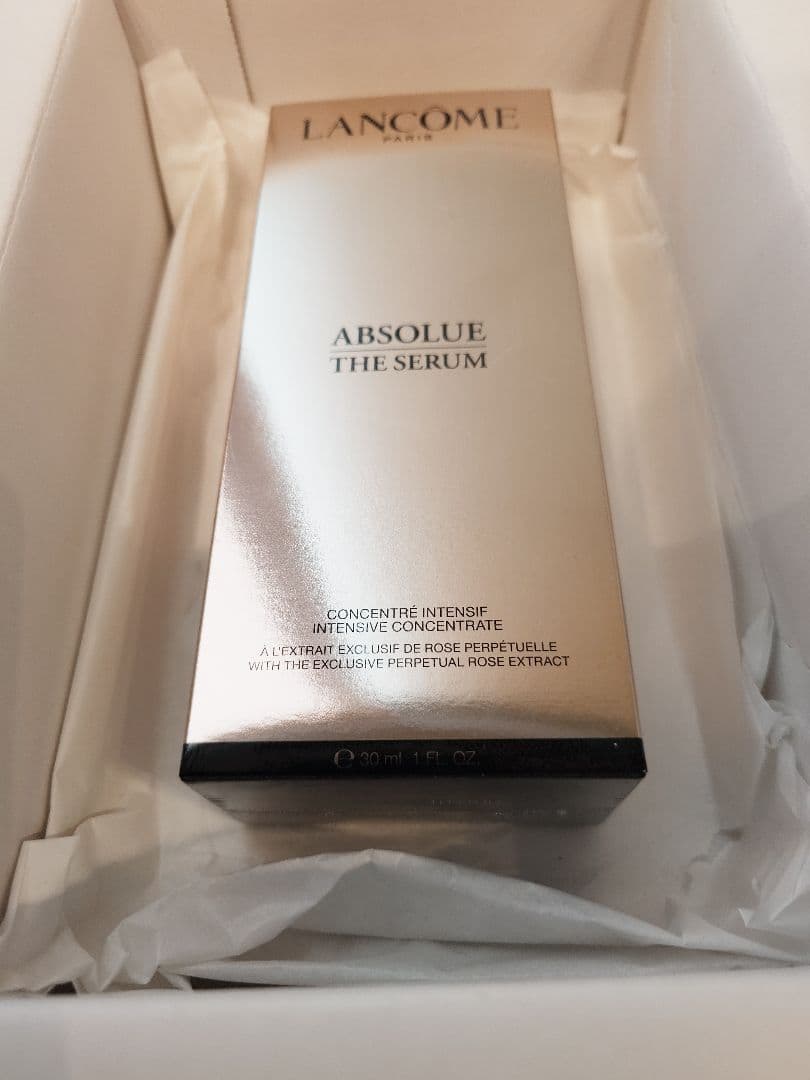 LANCÔME
PARIS
ABSOLUE
THE SERUM
CONCENTRÉ INTENSIF
INTENSIVE CONCENTRATE
À L'EXTRAIT EXCLUSIF DE ROSE PERPÉTUELLE
WITH THE EXCLUSIVE PERPETUAL ROSE EXTRACT
℮ 30 ml 1 FL. OZ.